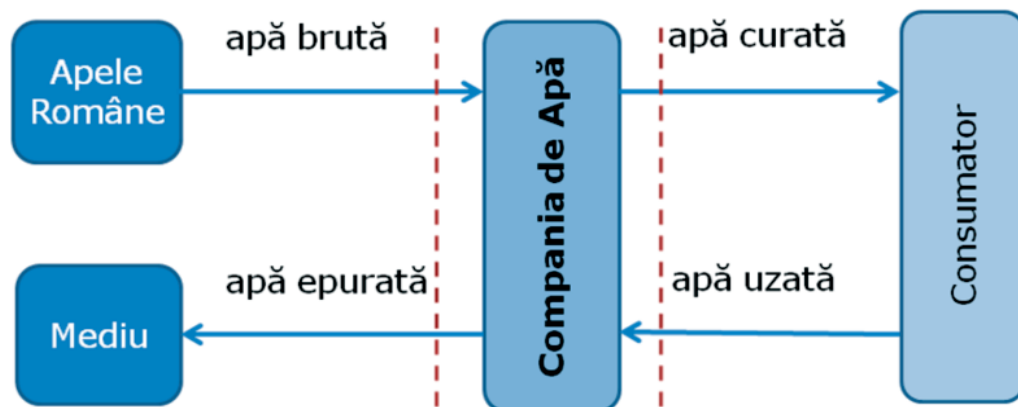 apă brută
apă curată
Apele
Române
Compania de Apă
Consumator
apă epurată
apă uzată
Mediu